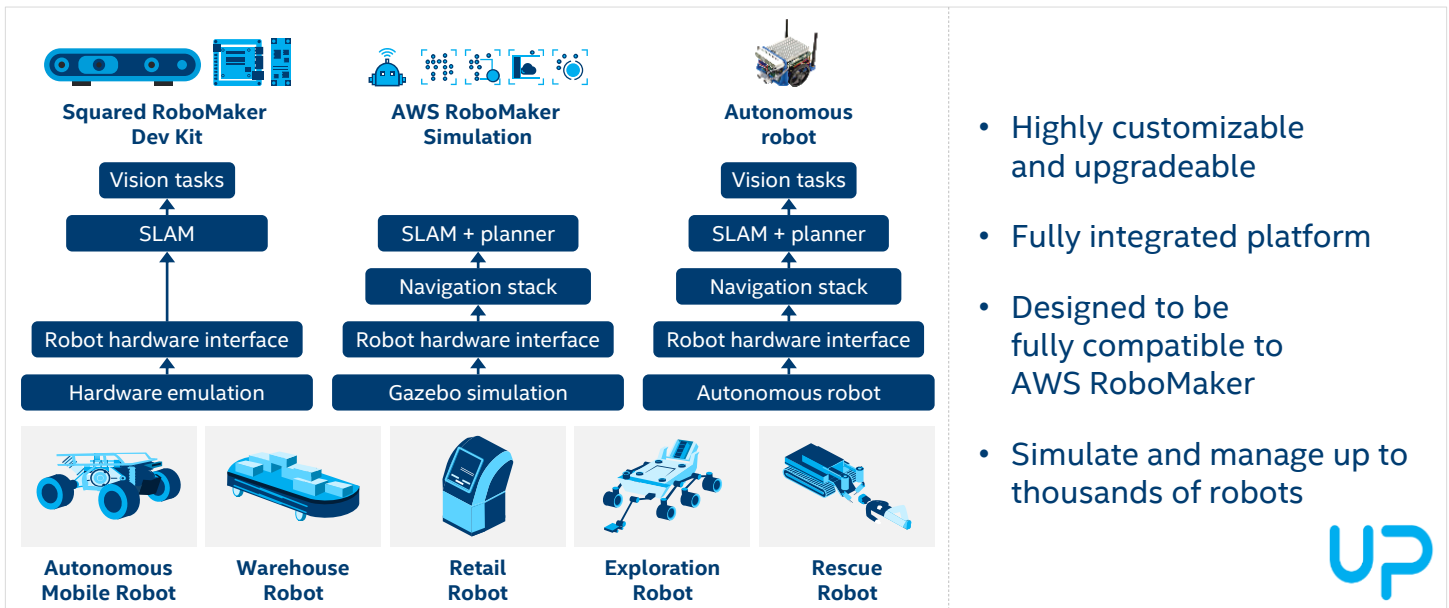 Squared RoboMaker
Dev Kit
Vision tasks
SLAM
Robot hardware interface
Hardware emulation
AWS RoboMaker
Simulation
SLAM + planner
Navigation stack
Robot hardware interface
Gazebo simulation
Autonomous
robot
Vision tasks
SLAM + planner
Navigation stack
Robot hardware interface
Autonomous robot
Autonomous
Mobile Robot
Warehouse
Robot
Retail
Robot
Exploration
Robot
Rescue
Robot
• Highly customizable
and upgradeable
• Fully integrated platform
• Designed to be
fully compatible to
AWS RoboMaker
• Simulate and manage up to
thousands of robots
UP